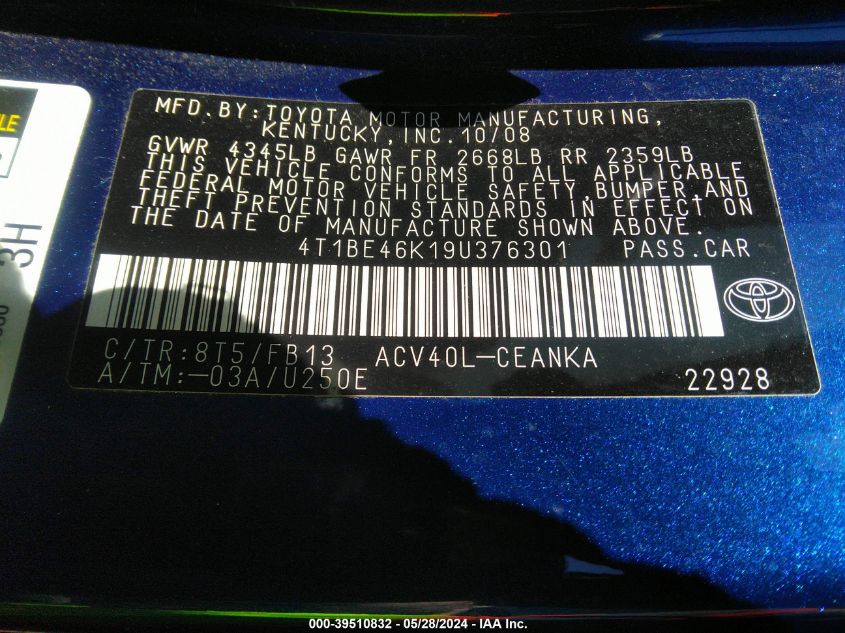 MFD.BY:TOYOTA MOTOR MANUFACTURING,
KENTUCKY,INC.10/08
GVWR 4345LB GAWR FR 2668LB RR 2359LB
THIS VEHICLE CONFORMS TO ALL APPLICABLE
FEDERAL MOTOR VEHICLE SAFETY,BUMPER,AND
THEFT PREVENTION STANDARDS IN EFFECT ON
THE DATE OF MANUFACTURE SHOWN ABOVE.
4T1BE46K19U376301 PASS.CAR
C/TR:8T5/FB13 ACV40L-CEANKA
A/TM:-03A/U250E
22928
3H
000-39510832 - 05/28/2024 - IAA Inc.